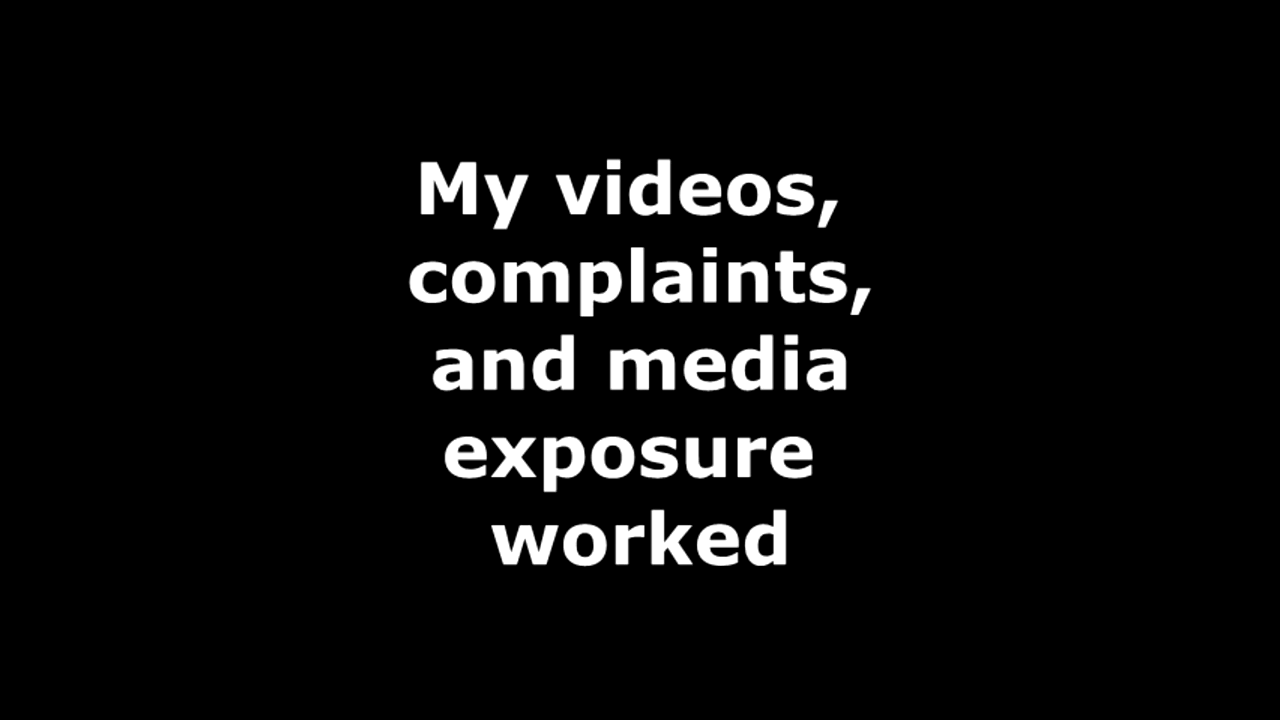 My videos,
complaints,
and media
exposure
worked